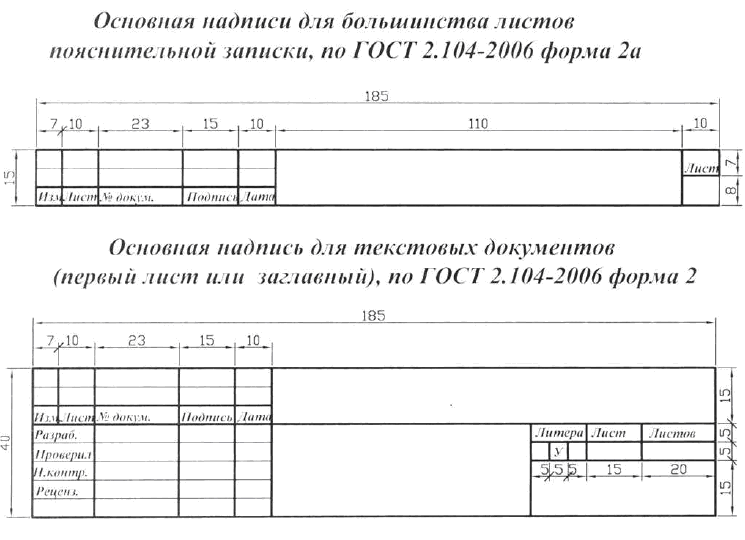 Основная надписи для большинства листов
пояснительной записки, по ГОСТ 2.104-2006 форма 2а
185
7 10 23 15 10 110 10
15
Лист
7
8
Изм Лист № докум. Подпись Дата
Основная надпись для текстовых документов
(первый лист или заглавный), по ГОСТ 2.104-2006 форма 2
185
7 10 23 15 10
40
15
Изм Лист № докум. Подпись Дата
Разраб. Литера Лист Листов 5
Проверил У 5
Н.контр. 5 5 5 15 20
Реценз. 15